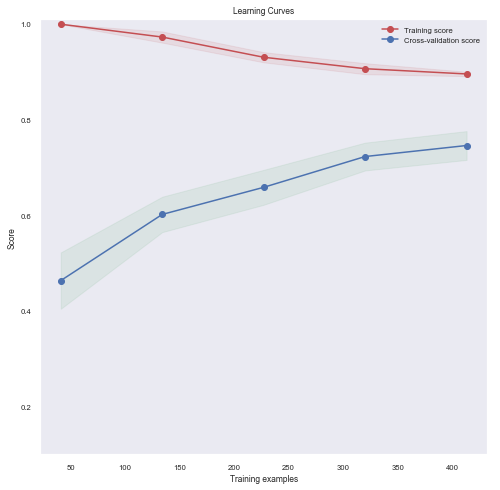 Learning Curves
Training score
Cross-validation score
1.0
0.8
0.6
0.4
0.2
Score
50 100 150 200 250 300 350 400
Training examples